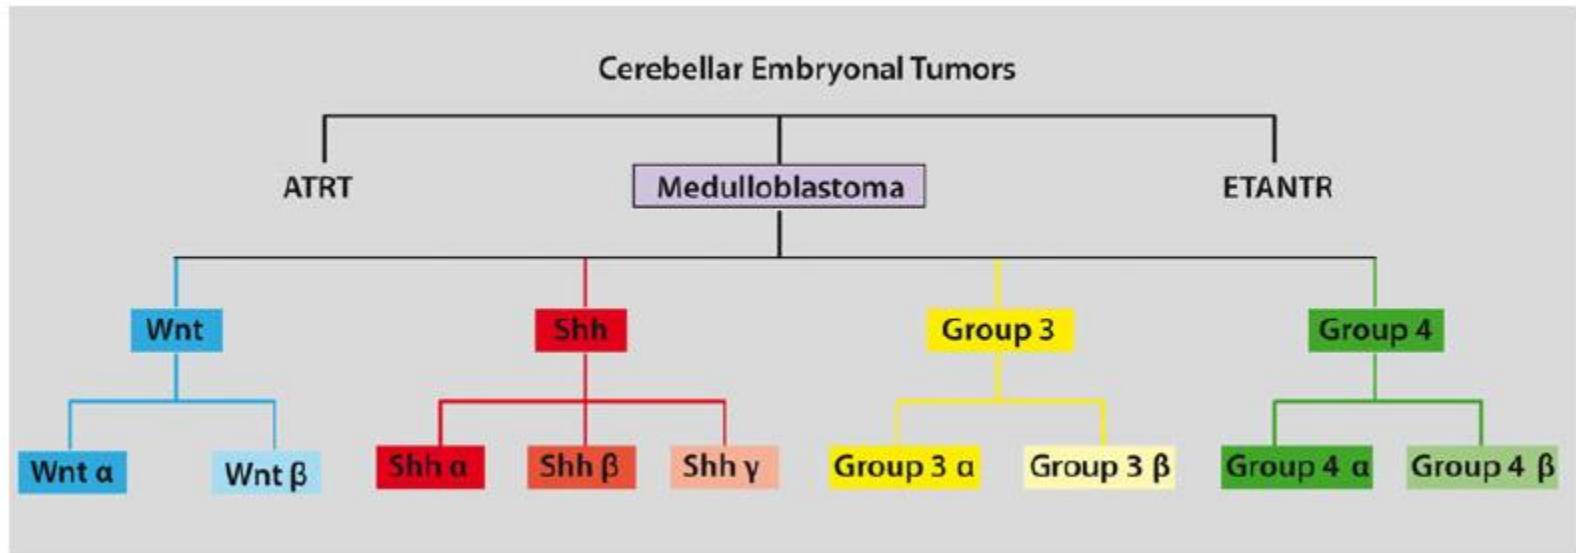 Cerebellar Embryonal Tumors
ATRT
Medulloblastoma
ETANTR
Wnt
Shh
Group 3
Group 4
Wnt α
Wnt β
Shh α
Shh β
Shh γ
Group 3 α
Group 3 β
Group 4 α
Group 4 β